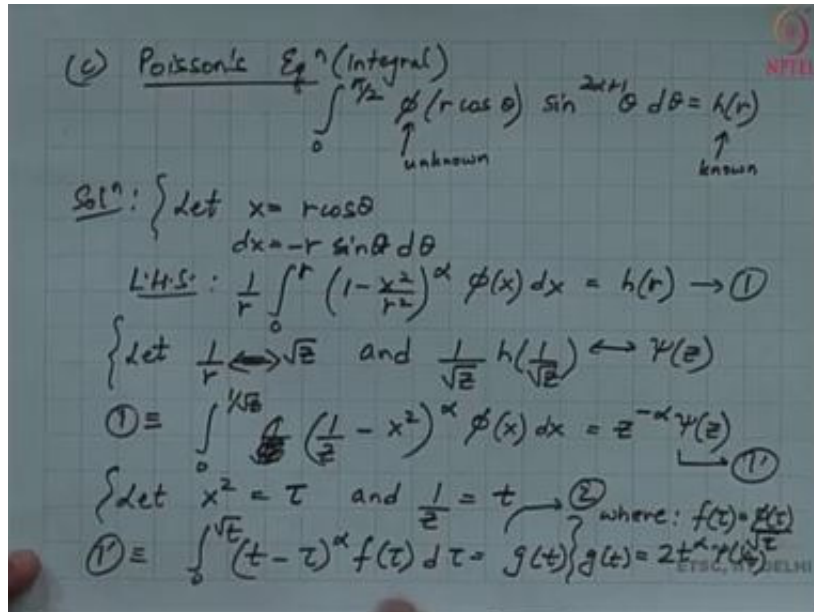 NPTEL
(c) Poisson's Eqⁿ (Integral)
∫₀^{π/2} φ(r cos θ) sin^{2α+1} θ dθ = h(r)
↑ unknown ↑ known
Solⁿ: { Let x = r cos θ
dx = -r sin θ dθ
L.H.S.: 1/r ∫₀^r (1 - x²/r²)^α φ(x) dx = h(r) → ①
{ Let 1/r ↔ √z and 1/√z h(1/√z) ↔ ψ(z)
① ≡ ∫₀^{1/√z} (1/z - x²)^α φ(x) dx = z^{-α} ψ(z)
→ ①'
{ Let x² = τ and 1/z = t → ② where: f(τ) = φ(τ)/√τ
①' ≡ ∫₀^{√t} (t - τ)^α f(τ) dτ = g(t) } g(t) = 2t^α
ETSC, DELHI